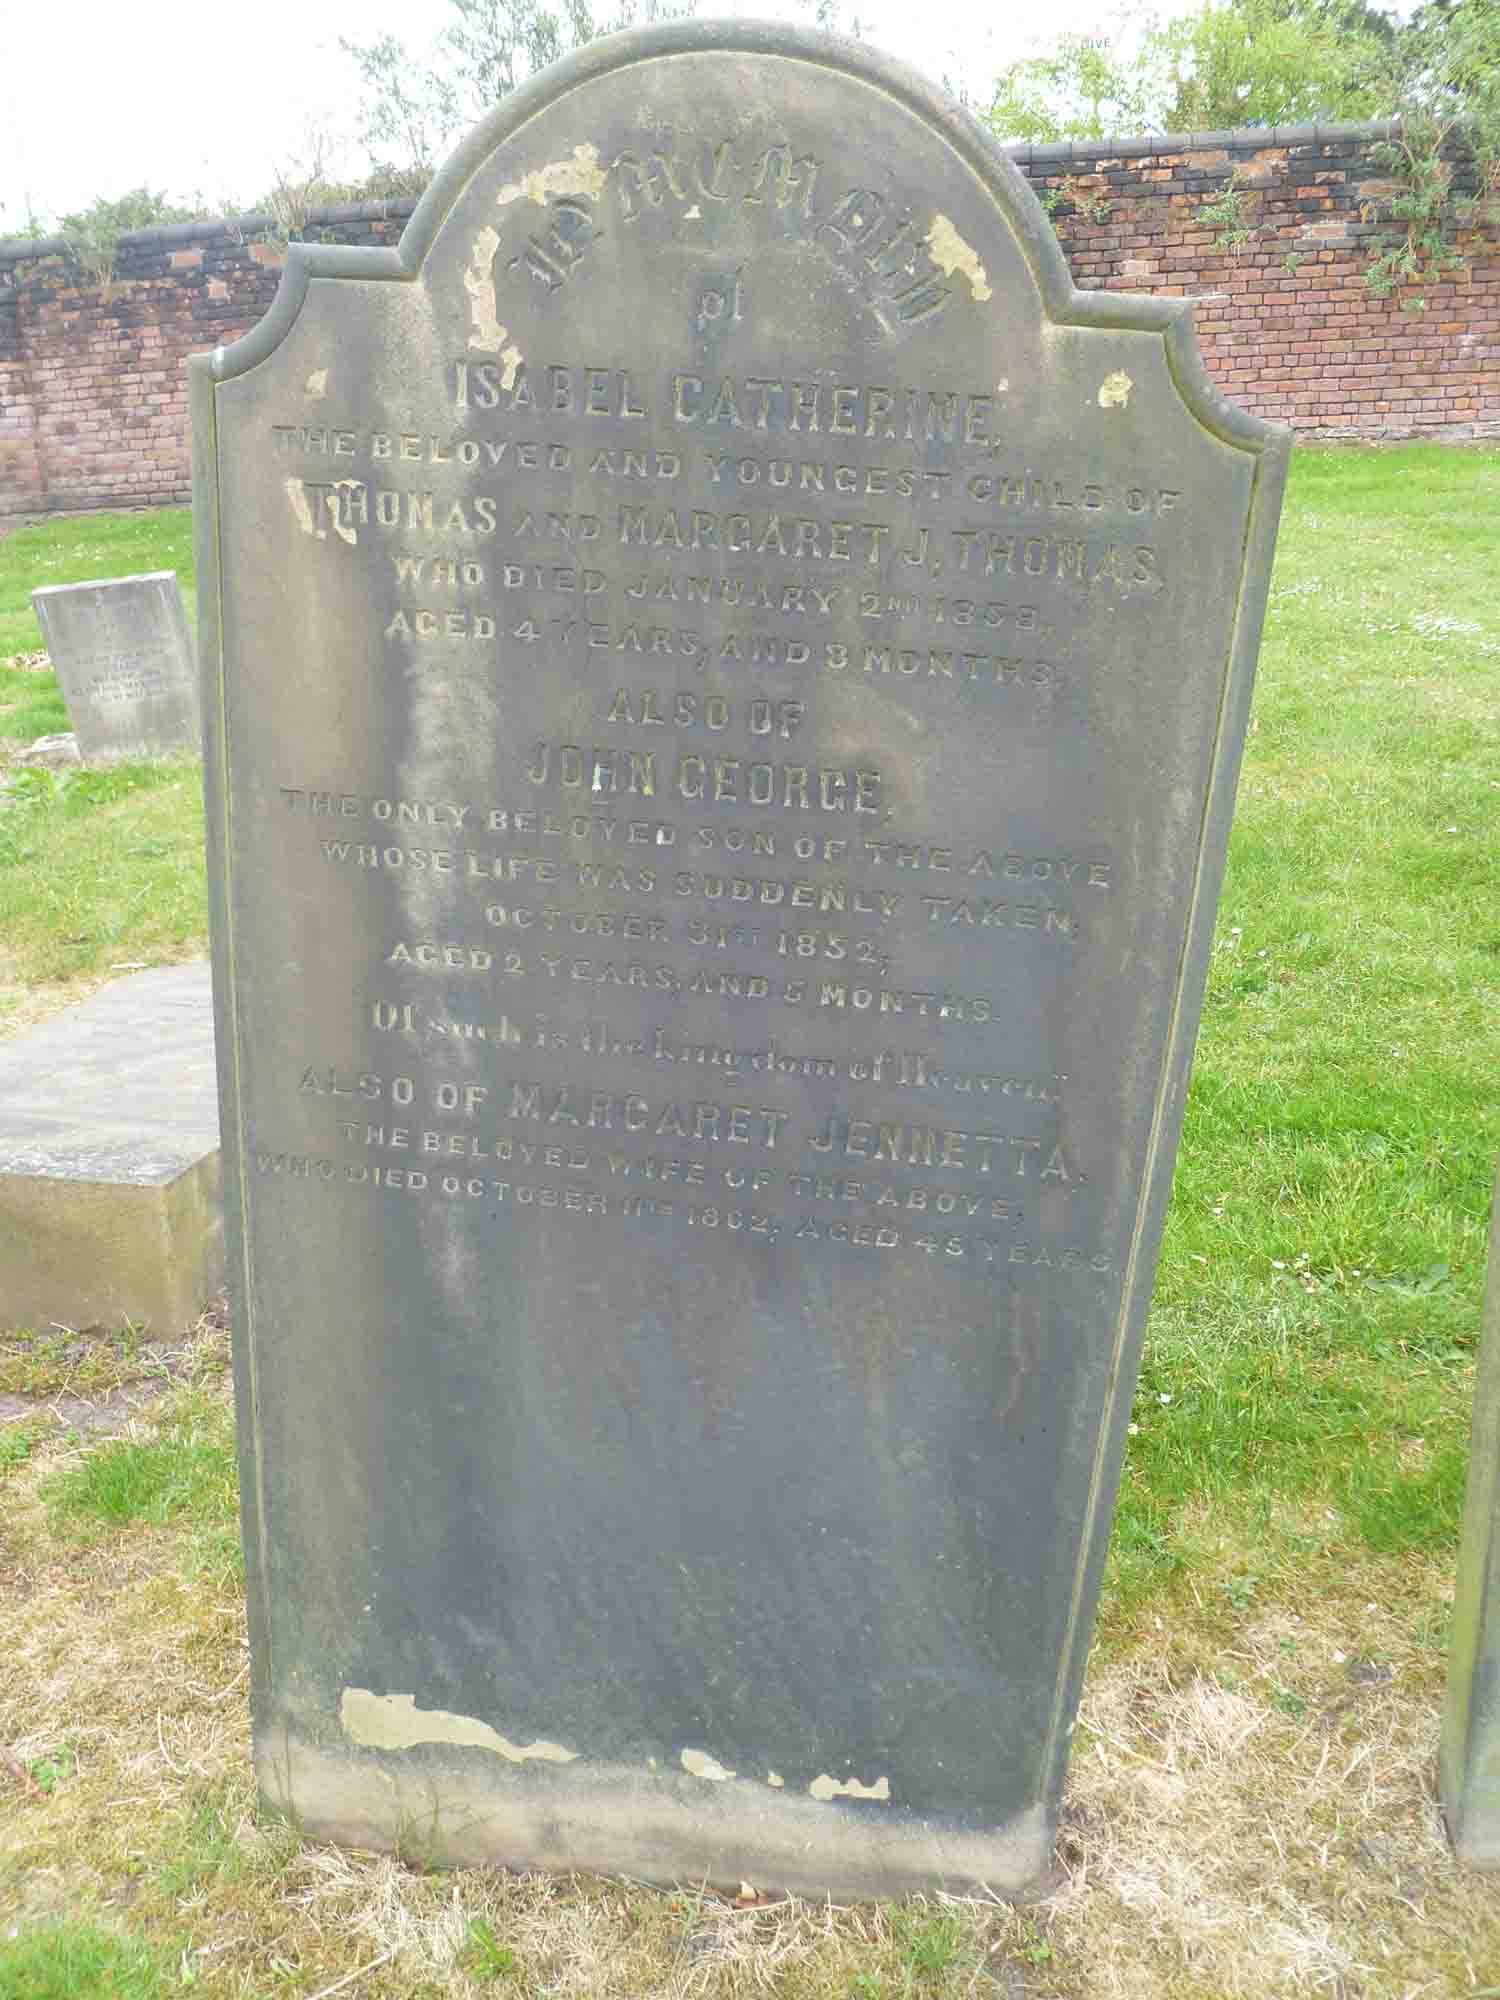 In Memoriam
of
ISABEL CATHERINE,
THE BELOVED AND YOUNGEST CHILD OF
THOMAS AND MARGARET J. THOMAS,
WHO DIED JANUARY 2ND 1858,
AGED 4 YEARS, AND 8 MONTHS.
ALSO OF
JOHN GEORGE,
THE ONLY BELOVED SON OF THE ABOVE
WHOSE LIFE WAS SUDDENLY TAKEN,
OCTOBER 31ST 1852,
AGED 2 YEARS, AND 5 MONTHS.
Of such is the kingdom of Heaven."
ALSO OF MARGARET JENNETTA,
THE BELOVED WIFE OF THE ABOVE,
WHO DIED OCTOBER 11TH 1862, AGED 45 YEARS.